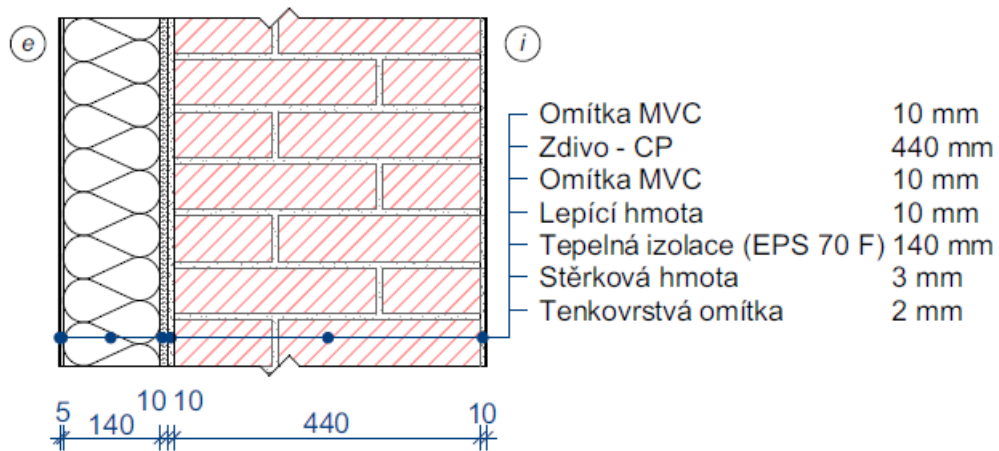 e
i
Omítka MVC 10 mm
Zdivo - CP 440 mm
Omítka MVC 10 mm
Lepící hmota 10 mm
Tepelná izolace (EPS 70 F) 140 mm
Stěrková hmota 3 mm
Tenkovrstvá omítka 2 mm
5 140 10 10 440 10